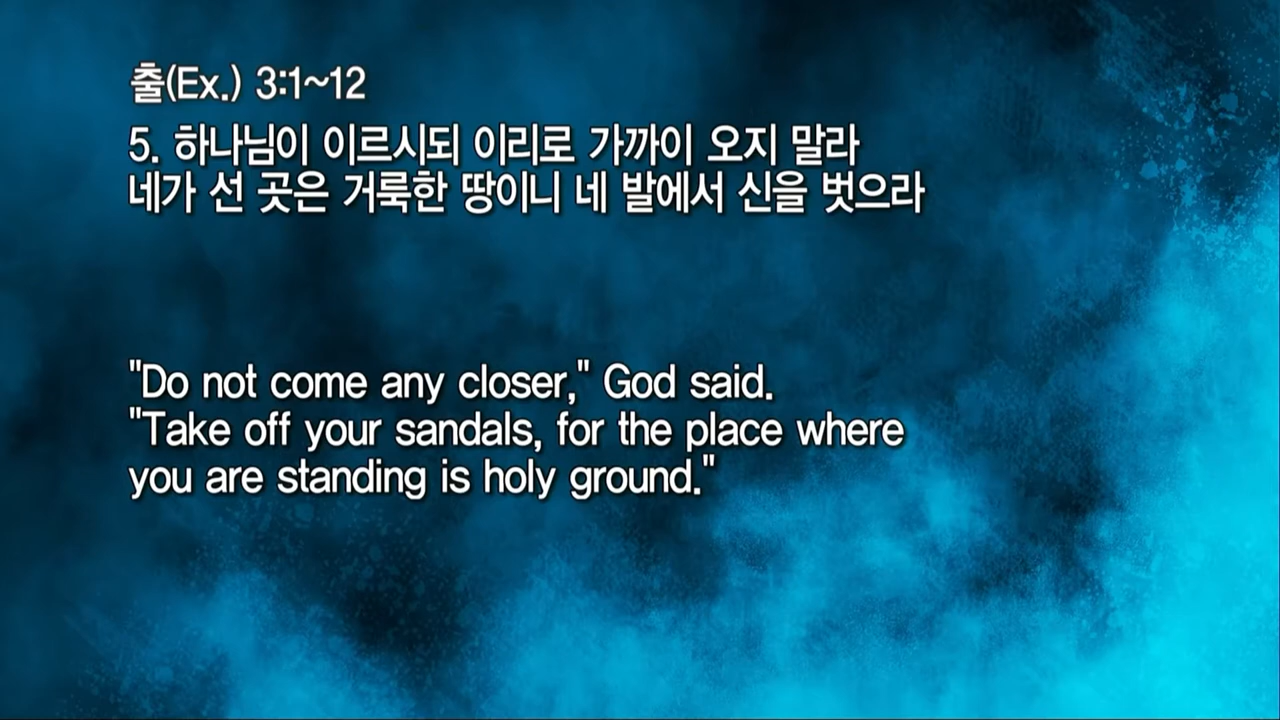 출(Ex.) 3:1~12
5. 하나님이 이르시되 이리로 가까이 오지 말라
네가 선 곳은 거룩한 땅이니 네 발에서 신을 벗으라
"Do not come any closer," God said.
"Take off your sandals, for the place where
you are standing is holy ground."